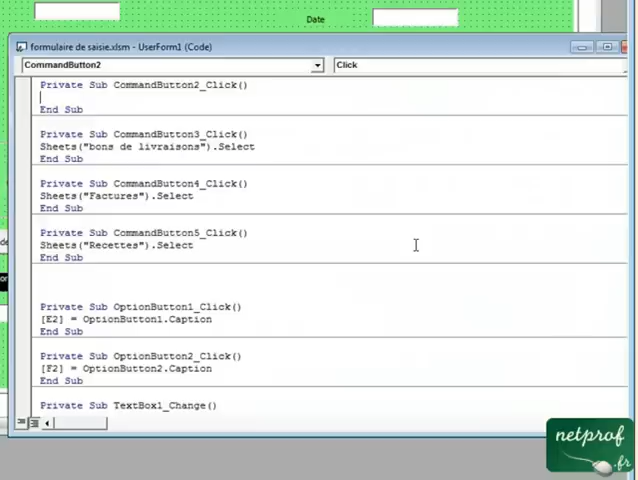 Date
formulaire de saisie.xlsm - UserForm1 (Code)
CommandButton2
Click
Private Sub CommandButton2_Click()
End Sub
Private Sub CommandButton3_Click()
Sheets("bons de livraisons").Select
End Sub
Private Sub CommandButton4_Click()
Sheets("Factures").Select
End Sub
Private Sub CommandButton5_Click()
Sheets("Recettes").Select
End Sub
Private Sub OptionButton1_Click()
[E2] = OptionButton1.Caption
End Sub
Private Sub OptionButton2_Click()
[F2] = OptionButton2.Caption
End Sub
Private Sub TextBox1_Change()
netprof
.fr